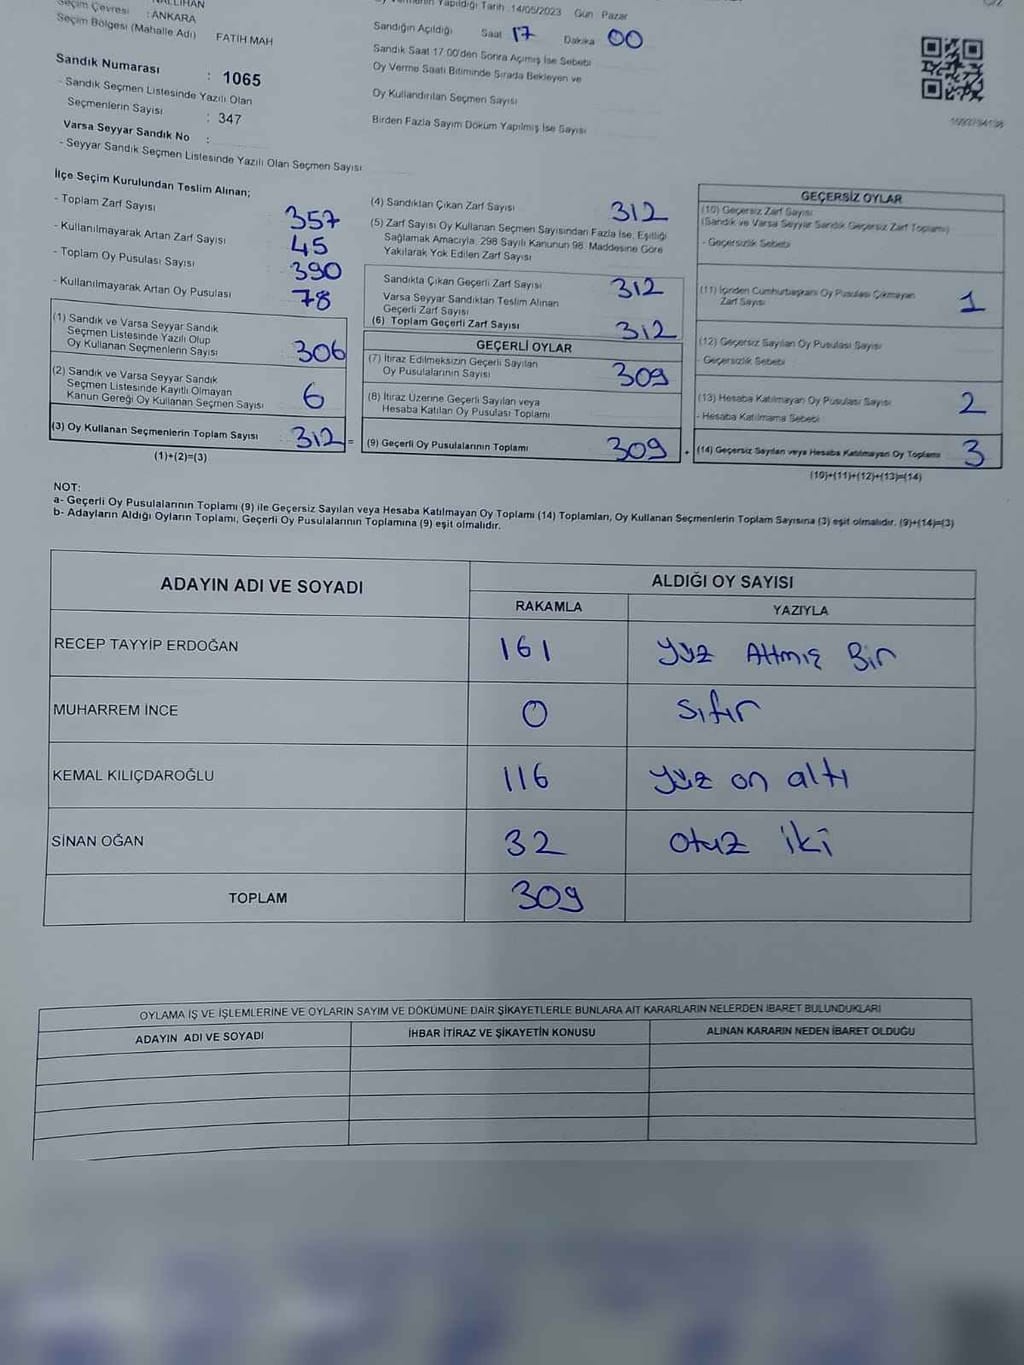 NALLIHAN
Seçim Çevresi : ANKARA
Seçim Bölgesi (Mahalle Adı) FATİH MAH
Sandık Numarası : 1065
- Sandık Seçmen Listesinde Yazılı Olan
Seçmenlerin Sayısı : 347
Varsa Seyyar Sandık No :
- Seyyar Sandık Seçmen Listesinde Yazılı Olan Seçmen Sayısı
Yapıldığı Tarih : 14/05/2023 Gün : Pazar
Sandığın Açıldığı Saat 17 Dakika 00
Sandık Saat 17:00'den Sonra Açılmış İse Sebebi
Oy Verme Saati Bitiminde Sırada Bekleyen ve
Oy Kullandırılan Seçmen Sayısı
Birden Fazla Sayım Döküm Yapılmış İse Sayısı
İlçe Seçim Kurulundan Teslim Alınan;
- Toplam Zarf Sayısı 357
- Kullanılmayarak Artan Zarf Sayısı 45
- Toplam Oy Pusulası Sayısı 390
- Kullanılmayarak Artan Oy Pusulası 78
(1) Sandık ve Varsa Seyyar Sandık
Seçmen Listesinde Yazılı Olup
Oy Kullanan Seçmenlerin Sayısı 306
(2) Sandık ve Varsa Seyyar Sandık
Seçmen Listesinde Kayıtlı Olmayan
Kanun Gereği Oy Kullanan Seçmen Sayısı 6
(3) Oy Kullanan Seçmenlerin Toplam Sayısı 312 =
(1)+(2)=(3)
(4) Sandıktan Çıkan Zarf Sayısı 312
(5) Zarf Sayısı Oy Kullanan Seçmen Sayısından Fazla İse, Eşitliği
Sağlamak Amacıyla, 298 Sayılı Kanunun 98. Maddesine Göre
Yakılarak Yok Edilen Zarf Sayısı
Sandıkta Çıkan Geçerli Zarf Sayısı 312
Varsa Seyyar Sandıktan Teslim Alınan
Geçerli Zarf Sayısı
(6) Toplam Geçerli Zarf Sayısı 312
GEÇERLİ OYLAR
(7) İtiraz Edilmeksizin Geçerli Sayılan
Oy Pusulalarının Sayısı 309
(8) İtiraz Üzerine Geçerli Sayılan veya
Hesaba Katılan Oy Pusulası Toplamı
(9) Geçerli Oy Pusulalarının Toplamı 309 +
GEÇERSİZ OYLAR
(10) Geçersiz Zarf Sayısı
(Sandık ve Varsa Seyyar Sandık Geçersiz Zarf Toplamı)
- Geçersizlik Sebebi
(11) İçinden Cumhurbaşkanı Oy Pusulası Çıkmayan
Zarf Sayısı 1
(12) Geçersiz Sayılan Oy Pusulası Sayısı
- Geçersizlik Sebebi
(13) Hesaba Katılmayan Oy Pusulası Sayısı 2
- Hesaba Katılmama Sebebi
(14) Geçersiz Sayılan veya Hesaba Katılmayan Oy Toplamı 3
(10)+(11)+(12)+(13)=(14)
NOT:
a- Geçerli Oy Pusulalarının Toplamı (9) ile Geçersiz Sayılan veya Hesaba Katılmayan Oy Toplamı (14) Toplamları, Oy Kullanan Seçmenlerin Toplam Sayısına (3) eşit olmalıdır. (9)+(14)=(3)
b- Adayların Aldığı Oyların Toplamı, Geçerli Oy Pusulalarının Toplamına (9) eşit olmalıdır.
ADAYIN ADI VE SOYADI ALDIĞI OY SAYISI
RAKAMLA YAZIYLA
RECEP TAYYİP ERDOĞAN 161 Yüz Altmış Bir
MUHARREM İNCE 0 Sıfır
KEMAL KILIÇDAROĞLU 116 Yüz on altı
SİNAN OĞAN 32 Otuz iki
TOPLAM 309
OYLAMA İŞ VE İŞLEMLERİNE VE OYLARIN SAYIM VE DÖKÜMÜNE DAİR ŞİKAYETLERLE BUNLARA AİT KARARLARIN NELERDEN İBARET BULUNDUKLARI
ADAYIN ADI VE SOYADI İHBAR İTİRAZ VE ŞİKAYETİN KONUSU ALINAN KARARIN NEDEN İBARET OLDUĞU